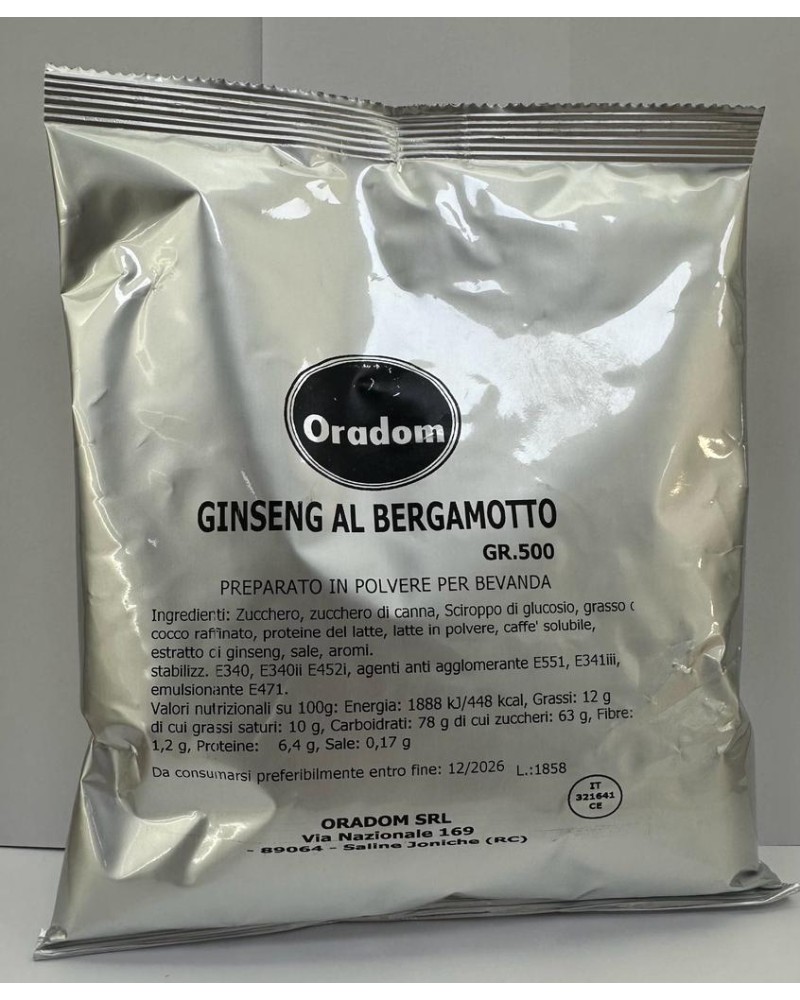 Oradom
GINSENG AL BERGAMOTTO
GR.500
PREPARATO IN POLVERE PER BEVANDA
Ingredienti: Zucchero, zucchero di canna, Sciroppo di glucosio, grasso
cocco raffinato, proteine del latte, latte in polvere, caffe' solubile,
estratto di ginseng, sale, aromi.
stabilizz. E340, E340ii E452i, agenti anti agglomerante E551, E341iii,
emulsionante E471.
Valori nutrizionali su 100g: Energia: 1888 kJ/448 kcal, Grassi: 12 g
di cui grassi saturi: 10 g, Carboidrati: 78 g di cui zuccheri: 63 g, Fibre:
1,2 g, Proteine: 6,4 g, Sale: 0,17 g
Da consumarsi preferibilmente entro fine: 12/2026 L.:1858
IT
321641
CE
ORADOM SRL
Via Nazionale 169
- 89064 - Saline Joniche (RC)